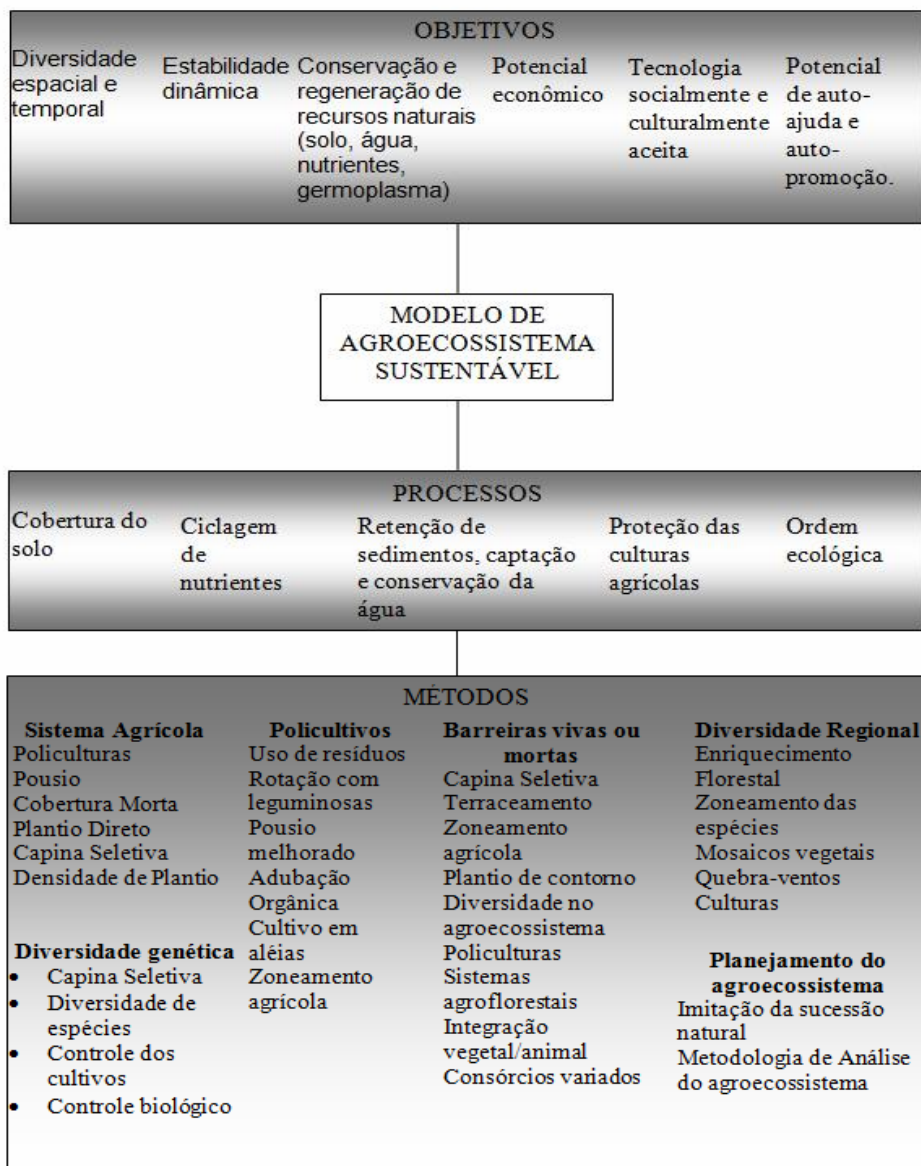 OBJETIVOS
Diversidade
espacial e
temporal
Estabilidade
dinâmica
Conservação e
regeneração de
recursos naturais
(solo, água,
nutrientes,
germoplasma)
Potencial
econômico
Tecnologia
socialmente e
culturalmente
aceita
Potencial
de auto-
ajuda e
auto-
promoção.
MODELO DE
AGROECOSSISTEMA
SUSTENTÁVEL
PROCESSOS
Cobertura do
solo
Ciclagem
de
nutrientes
Retenção de
sedimentos, captação
e conservação da
água
Proteção das
culturas
agrícolas
Ordem
ecológica
MÉTODOS
Sistema Agrícola
Policulturas
Pousio
Cobertura Morta
Plantio Direto
Capina Seletiva
Densidade de Plantio
Diversidade genética
• Capina Seletiva
• Diversidade de
espécies
• Controle dos
cultivos
• Controle biológico
Policultivos
Uso de resíduos
Rotação com
leguminosas
Pousio
melhorado
Adubação
Orgânica
Cultivo em
aléias
Zoneamento
agrícola
Barreiras vivas ou
mortas
Capina Seletiva
Terraceamento
Zoneamento
agrícola
Plantio de contorno
Diversidade no
agroecossistema
Policulturas
Sistemas
agroflorestais
Integração
vegetal/animal
Consórcios variados
Diversidade Regional
Enriquecimento
Florestal
Zoneamento das
espécies
Mosaicos vegetais
Quebra-ventos
Culturas
Planejamento do
agroecossistema
Imitação da sucessão
natural
Metodologia de Análise
do agroecossistema